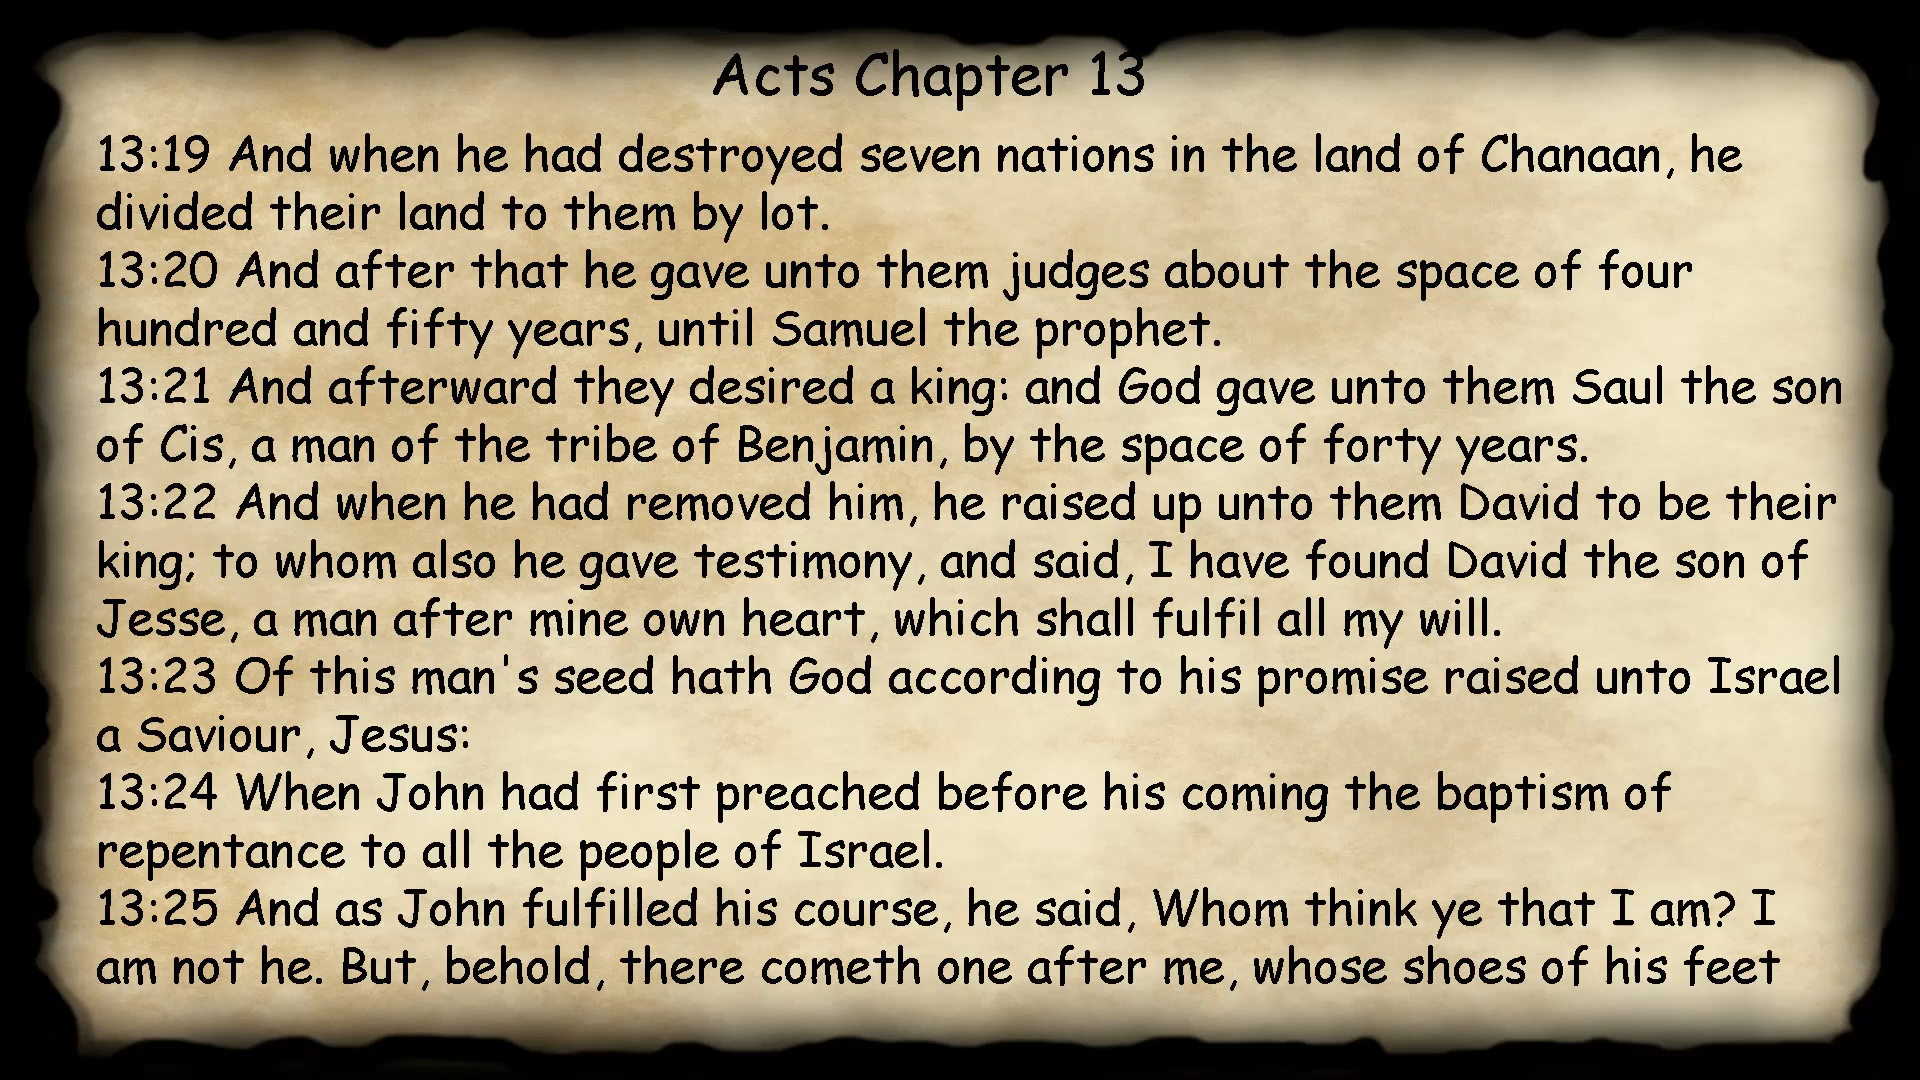 Acts Chapter 13
13:19 And when he had destroyed seven nations in the land of Chanaan, he
divided their land to them by lot.
13:20 And after that he gave unto them judges about the space of four
hundred and fifty years, until Samuel the prophet.
13:21 And afterward they desired a king: and God gave unto them Saul the son
of Cis, a man of the tribe of Benjamin, by the space of forty years.
13:22 And when he had removed him, he raised up unto them David to be their
king; to whom also he gave testimony, and said, I have found David the son of
Jesse, a man after mine own heart, which shall fulfil all my will.
13:23 Of this man's seed hath God according to his promise raised unto Israel
a Saviour, Jesus:
13:24 When John had first preached before his coming the baptism of
repentance to all the people of Israel.
13:25 And as John fulfilled his course, he said, Whom think ye that I am? I
am not he. But, behold, there cometh one after me, whose shoes of his feet